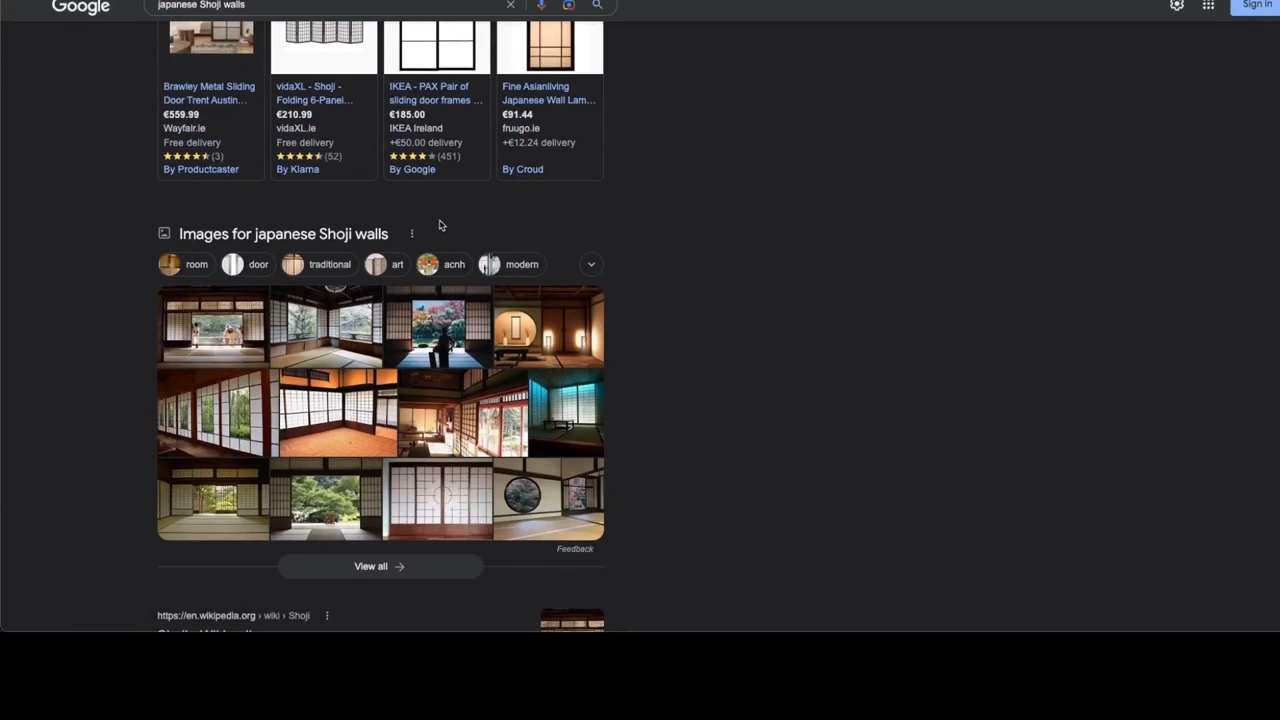 Google
japanese Shoji walls
Sign in
Brawley Metal Sliding
Door Trent Austin...
€559.99
Wayfair.ie
Free delivery
(3)
By Productcaster
vidaXL - Shoji -
Folding 6-Panel...
€210.99
vidaXL.ie
Free delivery
(52)
By Klarna
IKEA - PAX Pair of
sliding door frames ...
€185.00
IKEA Ireland
+€50.00 delivery
(451)
By Google
Fine Asianliving
Japanese Wall Lam...
€91.44
fruugo.ie
+€12.24 delivery
By Croud
Images for japanese Shoji walls
room
door
traditional
art
acnh
modern
Feedback
View all
https://en.wikipedia.org › wiki › Shoji